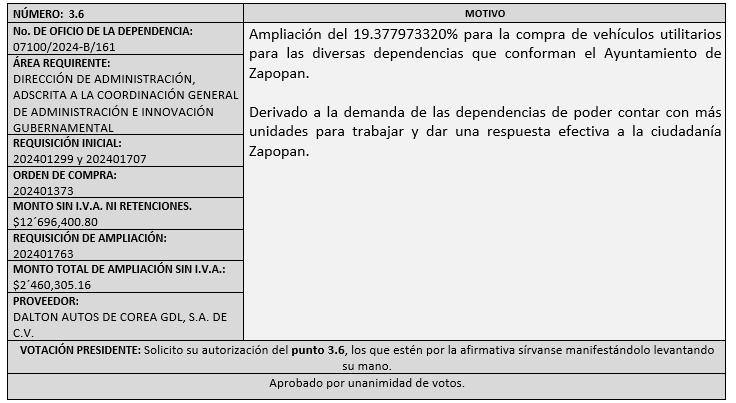 NÚMERO: 3.6
No. DE OFICIO DE LA DEPENDENCIA:
07100/2024-B/161
ÁREA REQUIRENTE:
DIRECCIÓN DE ADMINISTRACIÓN,
ADSCRITA A LA COORDINACIÓN GENERAL
DE ADMINISTRACIÓN E INNOVACIÓN
GUBERNAMENTAL
REQUISICIÓN INICIAL:
202401299 y 202401707
ORDEN DE COMPRA:
202401373
MONTO SIN I.V.A. NI RETENCIONES.
$12´696,400.80
REQUISICIÓN DE AMPLIACIÓN:
202401763
MONTO TOTAL DE AMPLIACIÓN SIN I.V.A.:
$2´460,305.16
PROVEEDOR:
DALTON AUTOS DE COREA GDL, S.A. DE
C.V.
MOTIVO
Ampliación del 19.377973320% para la compra de vehículos utilitarios
para las diversas dependencias que conforman el Ayuntamiento de
Zapopan.
Derivado a la demanda de las dependencias de poder contar con más
unidades para trabajar y dar una respuesta efectiva a la ciudadanía
Zapopan.
VOTACIÓN PRESIDENTE: Solicito su autorización del punto 3.6, los que estén por la afirmativa sírvanse manifestándolo levantando
su mano.
Aprobado por unanimidad de votos.